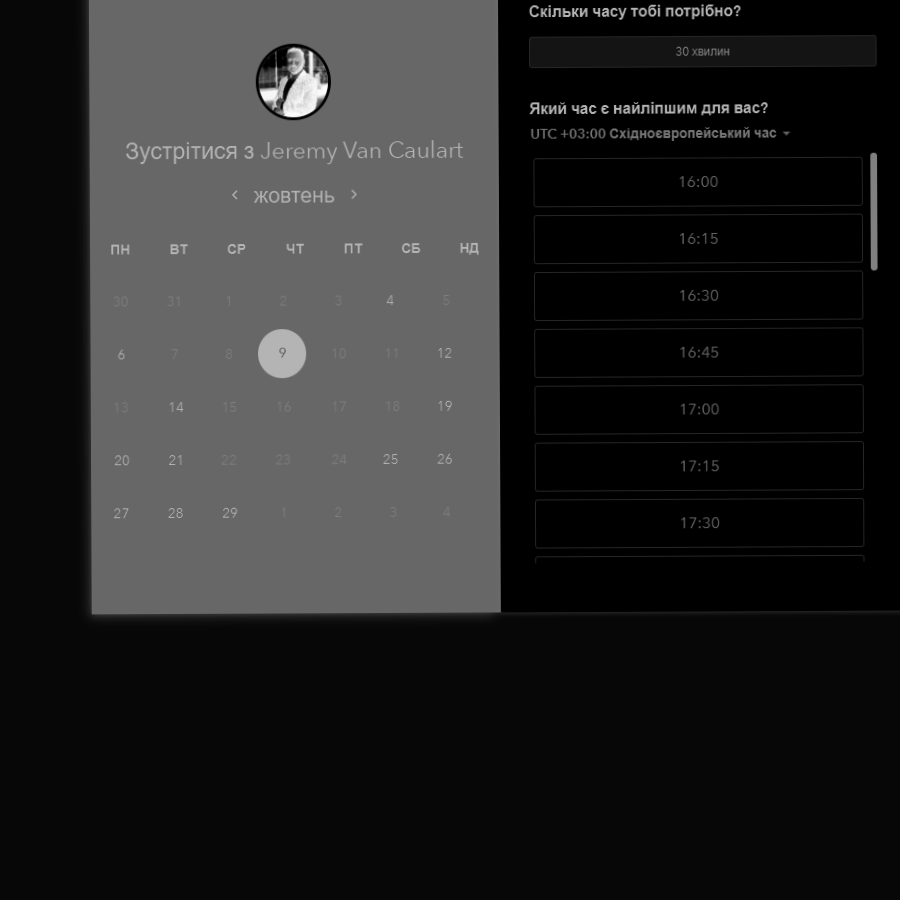 Зустрітися з Jeremy Van Caulart
жовтень
ПН ВТ СР ЧТ ПТ СБ НД
30 31 1 2 3 4 5
6 7 8 9 10 11 12
13 14 15 16 17 18 19
20 21 22 23 24 25 26
27 28 29 1 2 3 4
Скільки часу тобі потрібно?
30 хвилин
Який час є найліпшим для вас?
UTC +03:00 Східноєвропейський час
16:00
16:15
16:30
16:45
17:00
17:15
17:30